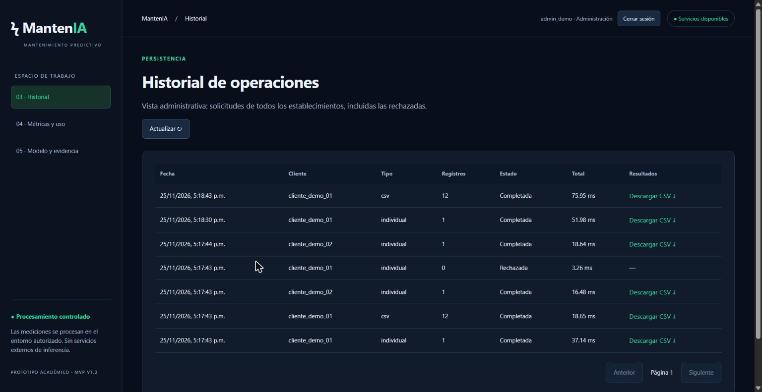 MantenIA
MANTENIMIENTO PREDICTIVO
ESPACIO DE TRABAJO
03 · Historial
04 · Métricas y uso
05 · Modelo y evidencia
● Procesamiento controlado
Las mediciones se procesan en el
entorno autorizado. Sin servicios
externos de inferencia.
PROTOTIPO ACADÉMICO · MVP V1.3
MantenIA / Historial
admin_demo · Administración
Cerrar sesión
● Servicios disponibles
PERSISTENCIA
Historial de operaciones
Vista administrativa: solicitudes de todos los establecimientos, incluidas las rechazadas.
Actualizar ↻
Fecha Cliente Tipo Registros Estado Total Resultados
25/11/2026, 5:18:43 p.m. cliente_demo_01 csv 12 Completada 75.95 ms Descargar CSV ↓
25/11/2026, 5:18:30 p.m. cliente_demo_01 individual 1 Completada 51.98 ms Descargar CSV ↓
25/11/2026, 5:17:44 p.m. cliente_demo_02 individual 1 Completada 18.64 ms Descargar CSV ↓
25/11/2026, 5:17:43 p.m. cliente_demo_01 individual 0 Rechazada 3.26 ms —
25/11/2026, 5:17:43 p.m. cliente_demo_02 individual 1 Completada 16.48 ms Descargar CSV ↓
25/11/2026, 5:17:43 p.m. cliente_demo_01 csv 12 Completada 18.65 ms Descargar CSV ↓
25/11/2026, 5:17:43 p.m. cliente_demo_01 individual 1 Completada 37.14 ms Descargar CSV ↓
Anterior Página 1 Siguiente